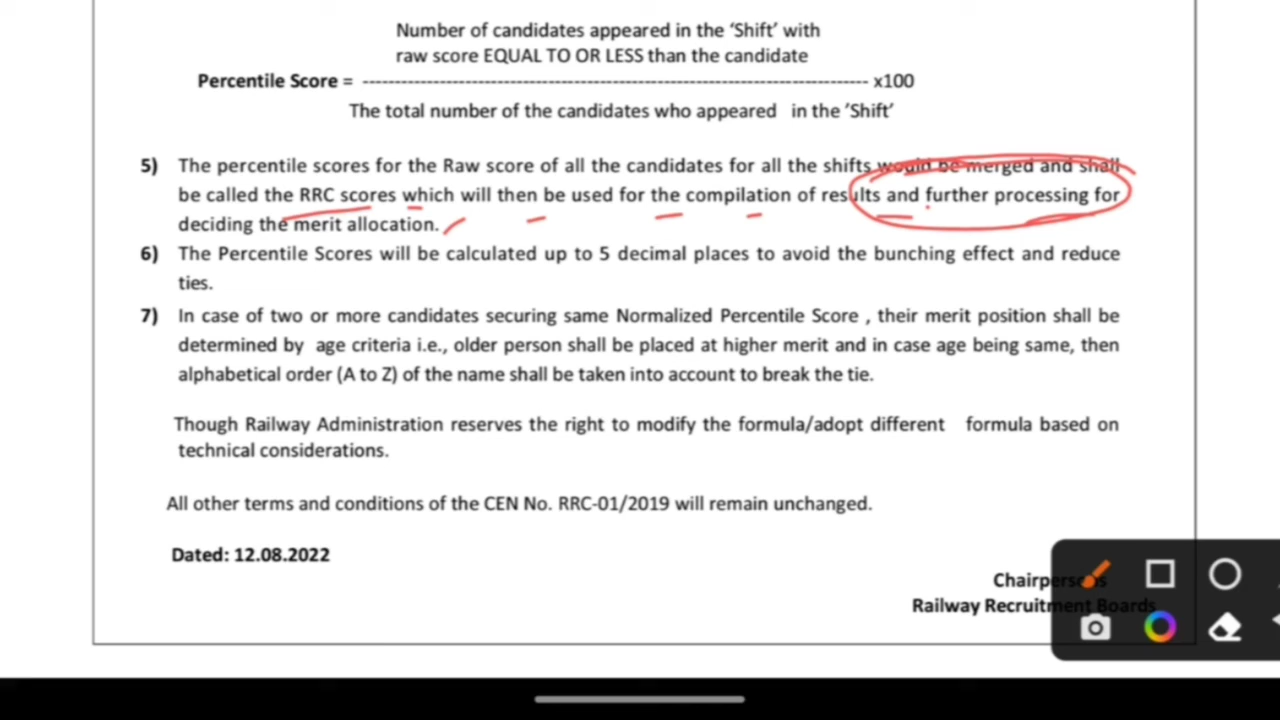 Number of candidates appeared in the ‘Shift’ with
raw score EQUAL TO OR LESS than the candidate
Percentile Score = ---------------------------------------------------------------------- x100
The total number of the candidates who appeared in the ‘Shift’
5) The percentile scores for the Raw score of all the candidates for all the shifts would be merged and shall
be called the RRC scores which will then be used for the compilation of results and further processing for
deciding the merit allocation.
6) The Percentile Scores will be calculated up to 5 decimal places to avoid the bunching effect and reduce
ties.
7) In case of two or more candidates securing same Normalized Percentile Score , their merit position shall be
determined by age criteria i.e., older person shall be placed at higher merit and in case age being same, then
alphabetical order (A to Z) of the name shall be taken into account to break the tie.
Though Railway Administration reserves the right to modify the formula/adopt different formula based on
technical considerations.
All other terms and conditions of the CEN No. RRC-01/2019 will remain unchanged.
Dated: 12.08.2022
Chairpersons
Railway Recruitment Boards